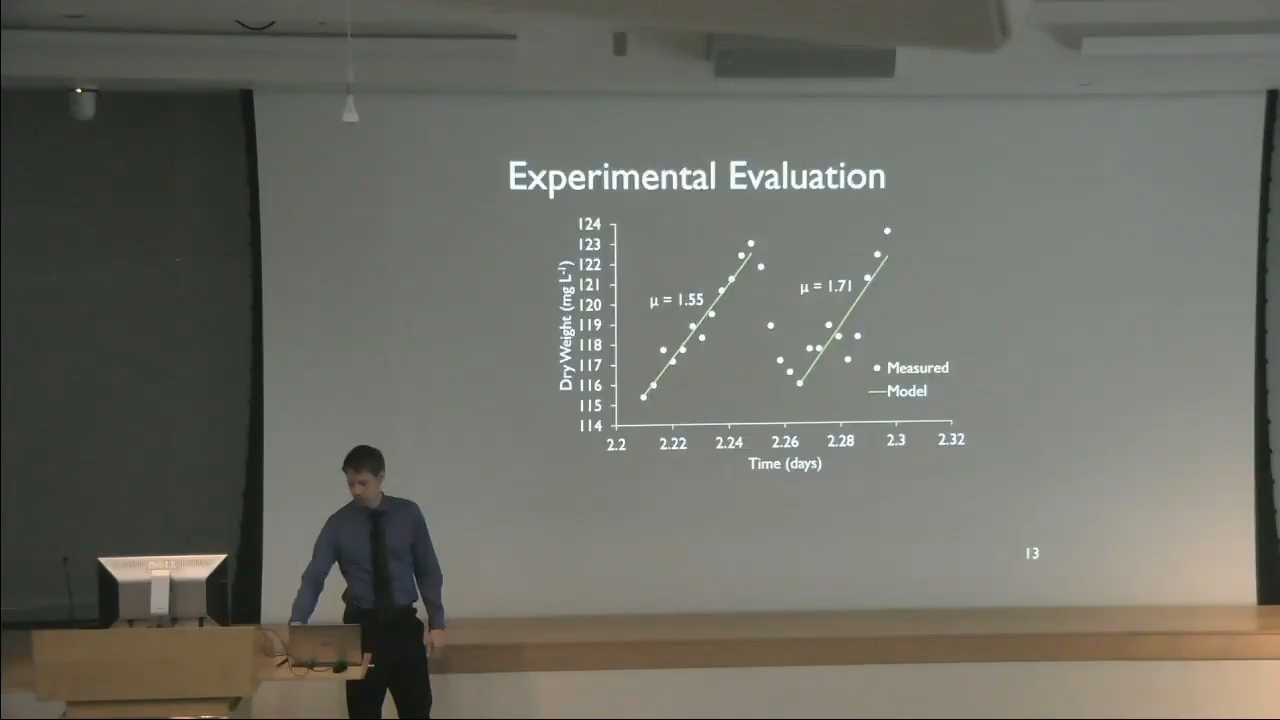 Experimental Evaluation
124
123
122
121
120
119
118
117
116
115
114
Dry Weight (mg L-1)
μ = 1.55
μ = 1.71
Measured
Model
2.2 2.22 2.24 2.26 2.28 2.3 2.32
Time (days)
13